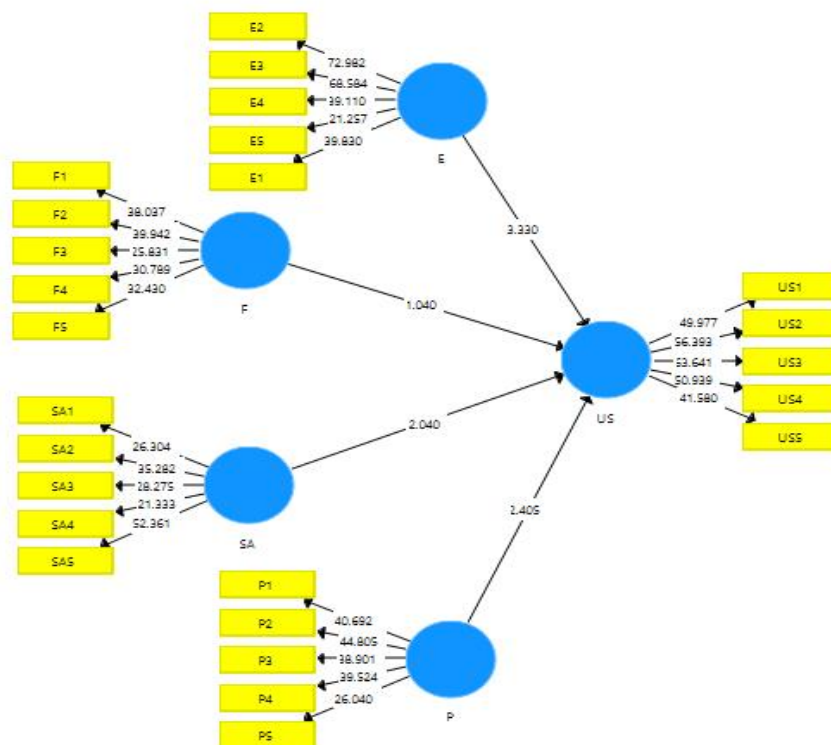 E2
E3
E4
E5
E1
72.982
68.584
39.110
21.257
39.830
E
3.330
F1
F2
F3
F4
F5
38.037
39.942
25.831
30.789
32.430
F
1.040
US1
US2
US3
US4
US5
49.977
56.393
53.641
50.939
41.580
US
SA1
SA2
SA3
SA4
SA5
26.304
35.282
28.275
21.333
52.361
SA
2.040
2.405
P1
P2
P3
P4
P5
40.692
44.805
38.901
39.524
26.040
P